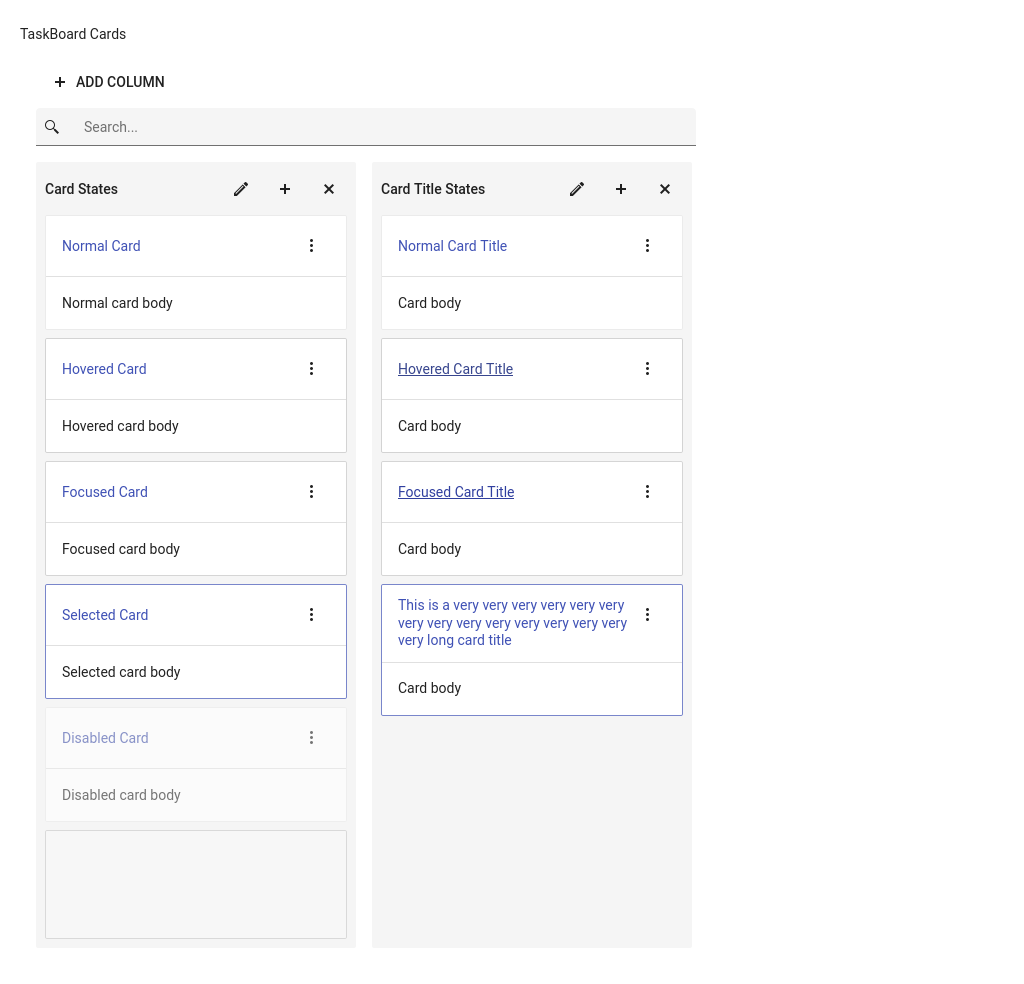 TaskBoard Cards
ADD COLUMN
Search...
Card States
Normal Card
Normal card body
Hovered Card
Hovered card body
Focused Card
Focused card body
Selected Card
Selected card body
Disabled Card
Disabled card body
Card Title States
Normal Card Title
Card body
Hovered Card Title
Card body
Focused Card Title
Card body
This is a very very very very very very
very very very very very very very very
very long card title
Card body